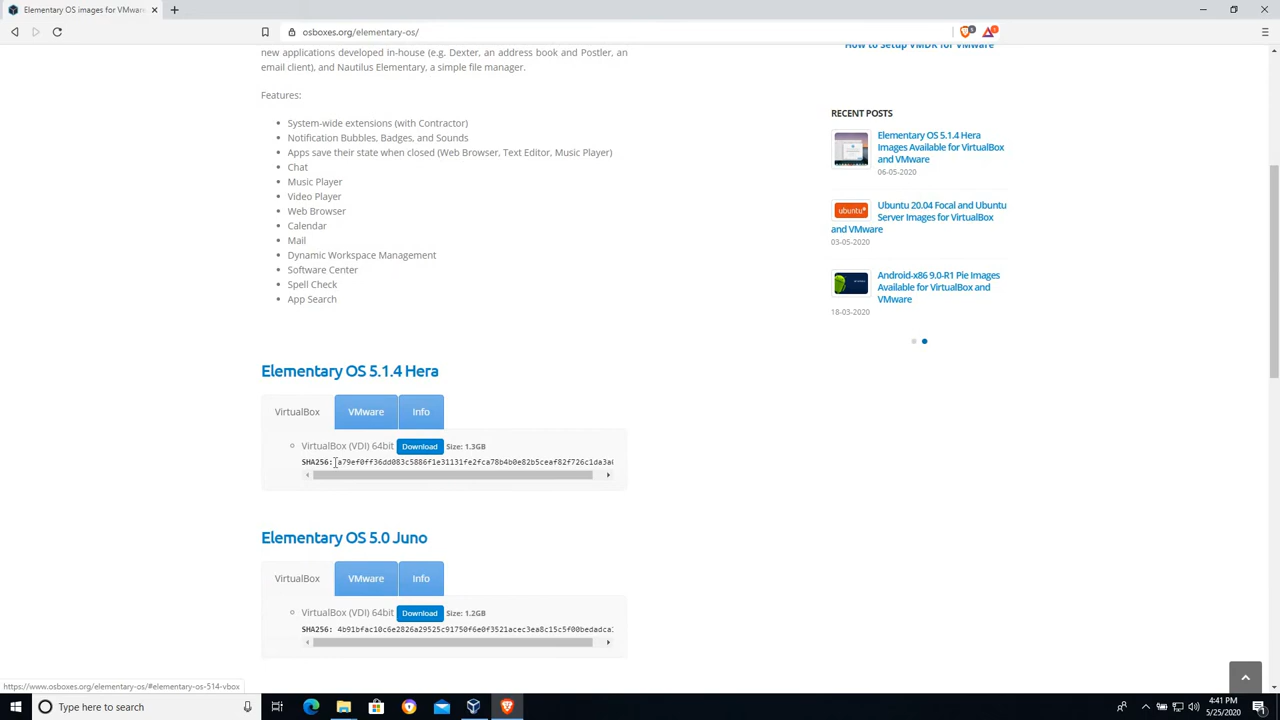 Elementary OS images for VMware
osboxes.org/elementary-os/
new applications developed in-house (e.g. Dexter, an address book and Postler, an
email client), and Nautilus Elementary, a simple file manager.
Features:
System-wide extensions (with Contractor)
Notification Bubbles, Badges, and Sounds
Apps save their state when closed (Web Browser, Text Editor, Music Player)
Chat
Music Player
Video Player
Web Browser
Calendar
Mail
Dynamic Workspace Management
Software Center
Spell Check
App Search
Elementary OS 5.1.4 Hera
VirtualBox VMware Info
VirtualBox (VDI) 64bit Download Size: 1.3GB
SHA256: a79ef0ff36dd083c5886f1e31131fe2fca78b4b0e82b5ceaf82f726c1da3a
Elementary OS 5.0 Juno
VirtualBox VMware Info
VirtualBox (VDI) 64bit Download Size: 1.2GB
SHA256: 4b91bfac10c6e2826a29525c91750f6e0f3521acec3ea8c15c5f00bedadca
How to Setup VMDK for VMware
RECENT POSTS
Elementary OS 5.1.4 Hera
Images Available for VirtualBox
and VMware
06-05-2020
ubuntu
Ubuntu 20.04 Focal and Ubuntu
Server Images for VirtualBox
and VMware
03-05-2020
Android-x86 9.0-R1 Pie Images
Available for VirtualBox and
VMware
18-03-2020
https://www.osboxes.org/elementary-os/#elementary-os-514-vbox
Type here to search
4:41 PM
5/25/2020